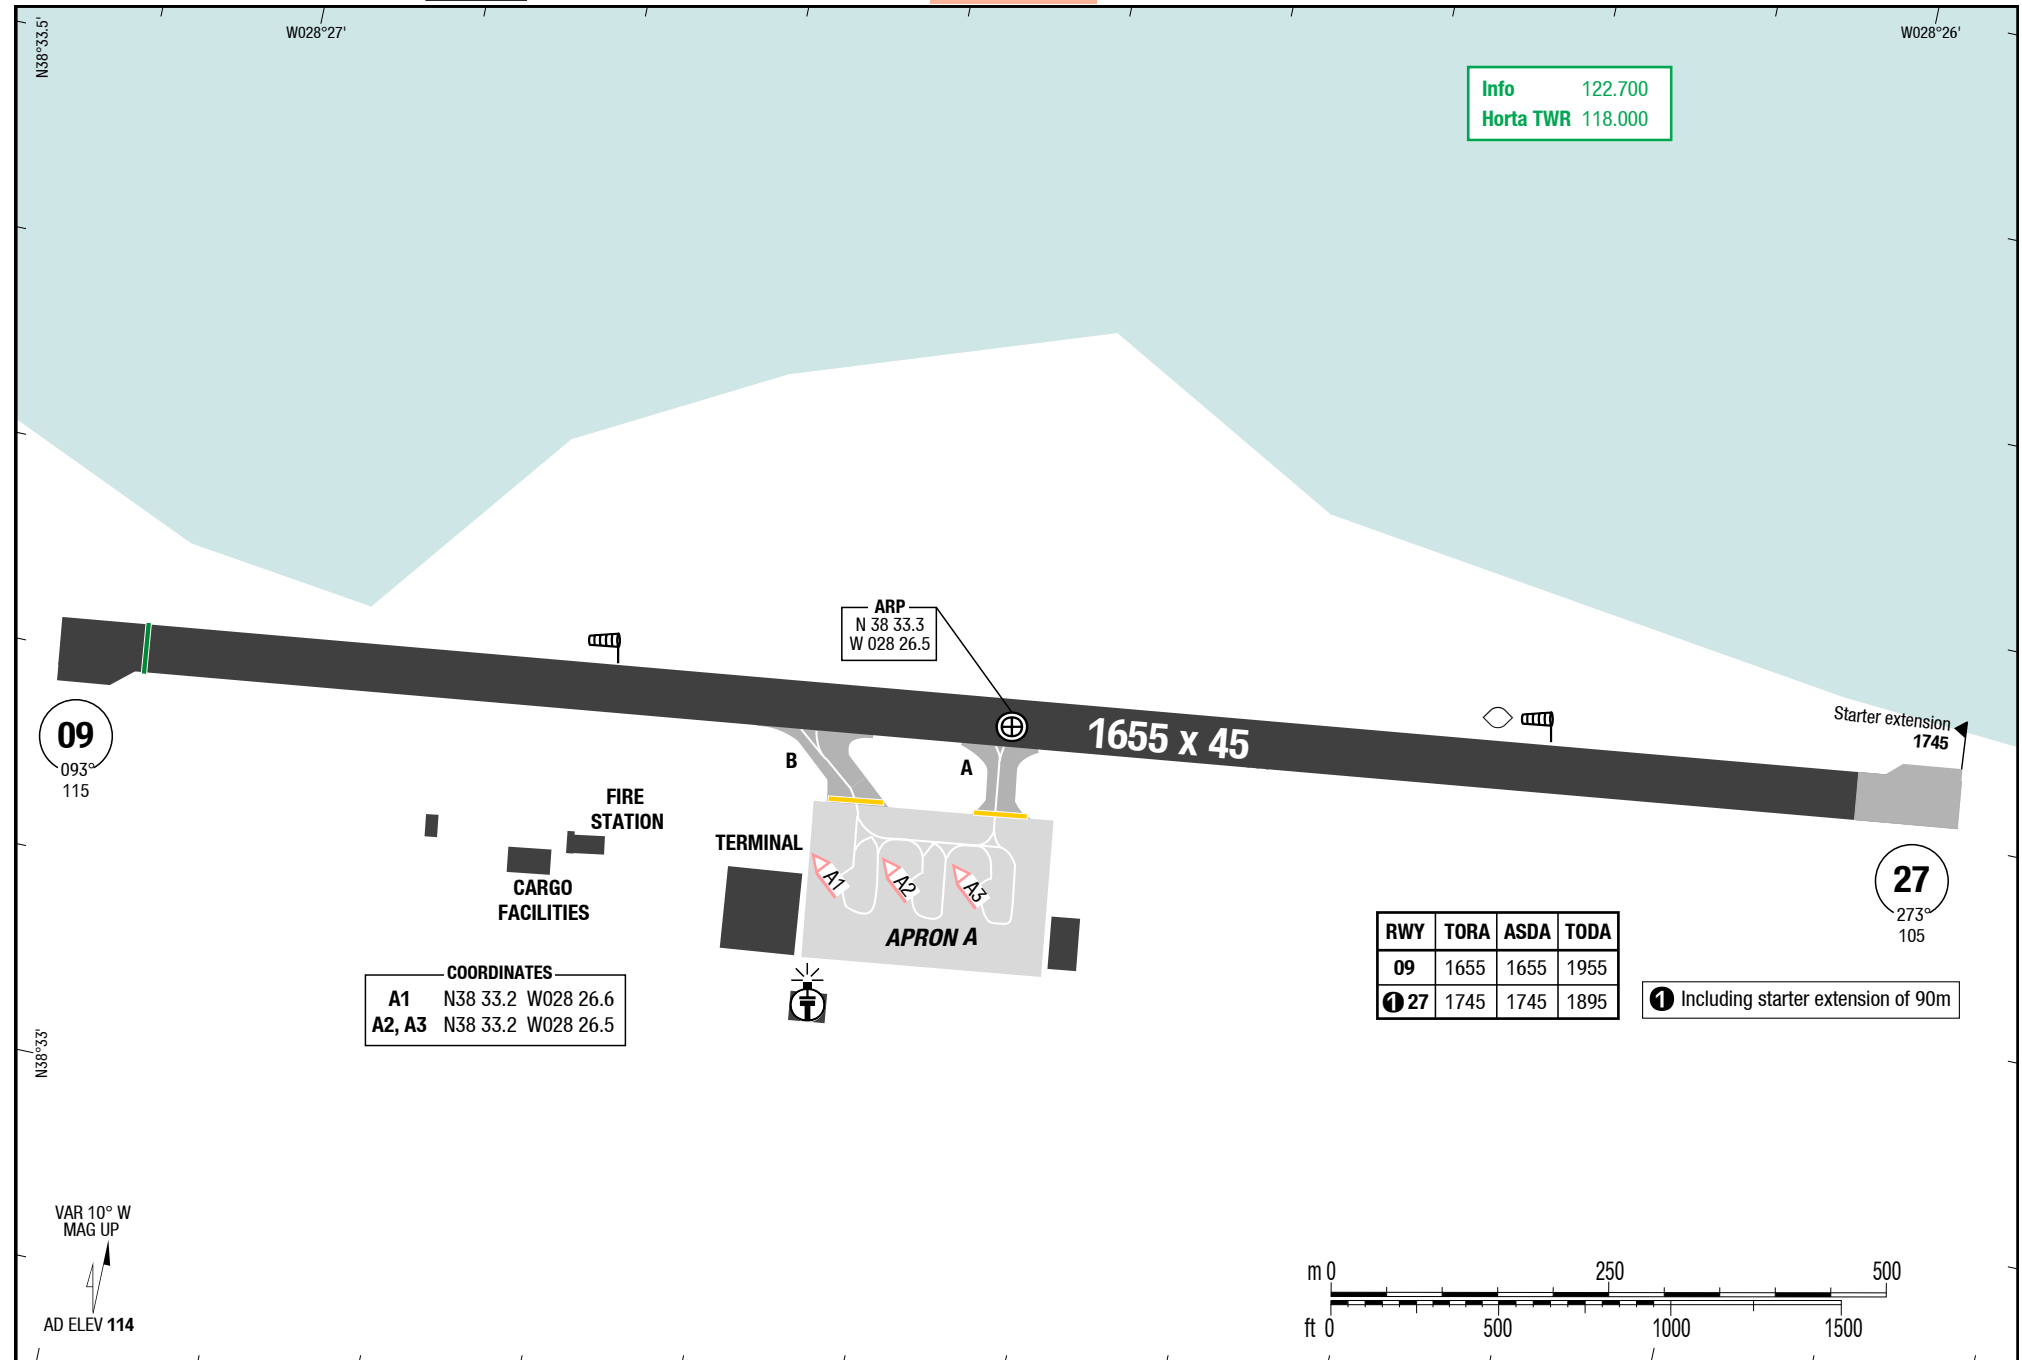 W028°27'
W028°26'
N38°33.5'
Info 122.700
Horta TWR 118.000
ARP
N 38 33.3
W 028 26.5
Starter extension
1745
1655 x 45
09
093°
115
B
A
27
273°
105
FIRE
STATION
TERMINAL
CARGO
FACILITIES
A1
A2
A3
APRON A
COORDINATES
A1 N38 33.2 W028 26.6
A2, A3 N38 33.2 W028 26.5
RWY TORA ASDA TODA
09 1655 1655 1955
1 27 1745 1745 1895
1 Including starter extension of 90m
N38°33'
VAR 10° W
MAG UP
AD ELEV 114
m 0 250 500
ft 0 500 1000 1500